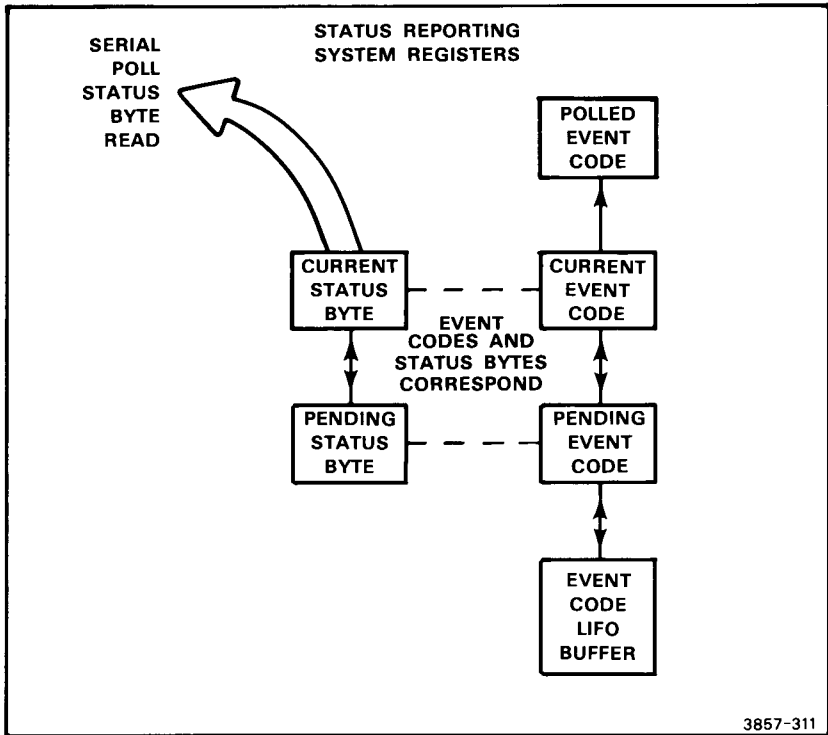 STATUS REPORTING
SYSTEM REGISTERS
SERIAL
POLL
STATUS
BYTE
READ
POLLED
EVENT
CODE
CURRENT
STATUS
BYTE
CURRENT
EVENT
CODE
EVENT
CODES AND
STATUS BYTES
CORRESPOND
PENDING
STATUS
BYTE
PENDING
EVENT
CODE
EVENT
CODE
LIFO
BUFFER
3857-311